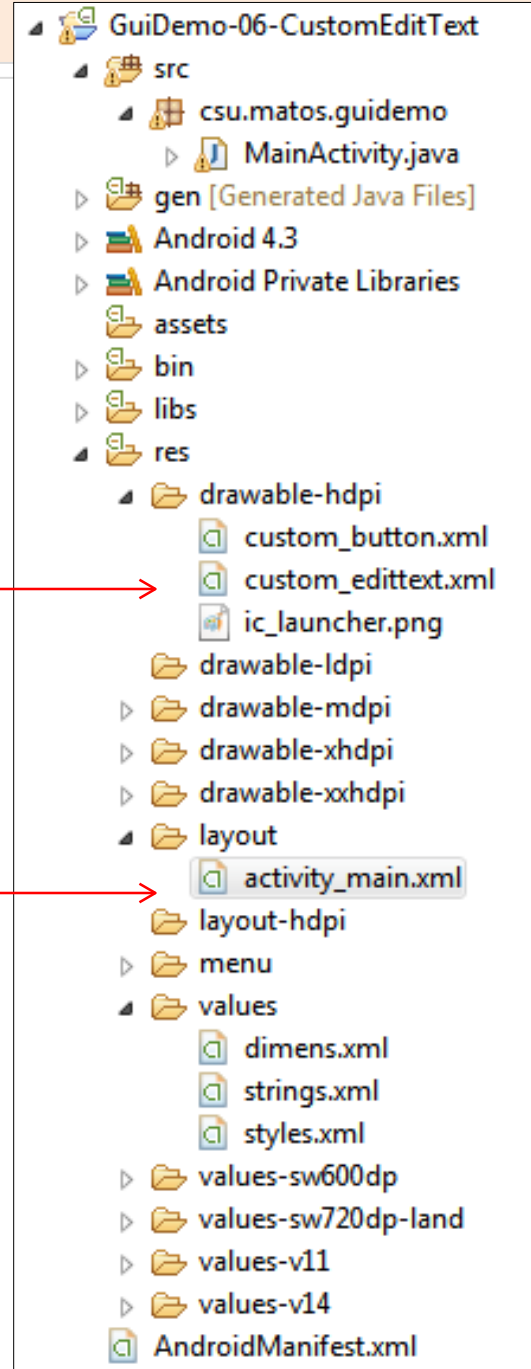 GuiDemo-06-CustomEditText
src
csu.matos.guidemo
MainActivity.java
gen [Generated Java Files]
Android 4.3
Android Private Libraries
assets
bin
libs
res
drawable-hdpi
custom_button.xml
custom_edittext.xml
ic_launcher.png
drawable-ldpi
drawable-mdpi
drawable-xhdpi
drawable-xxhdpi
layout
activity_main.xml
layout-hdpi
menu
values
dimens.xml
strings.xml
styles.xml
values-sw600dp
values-sw720dp-land
values-v11
values-v14
AndroidManifest.xml